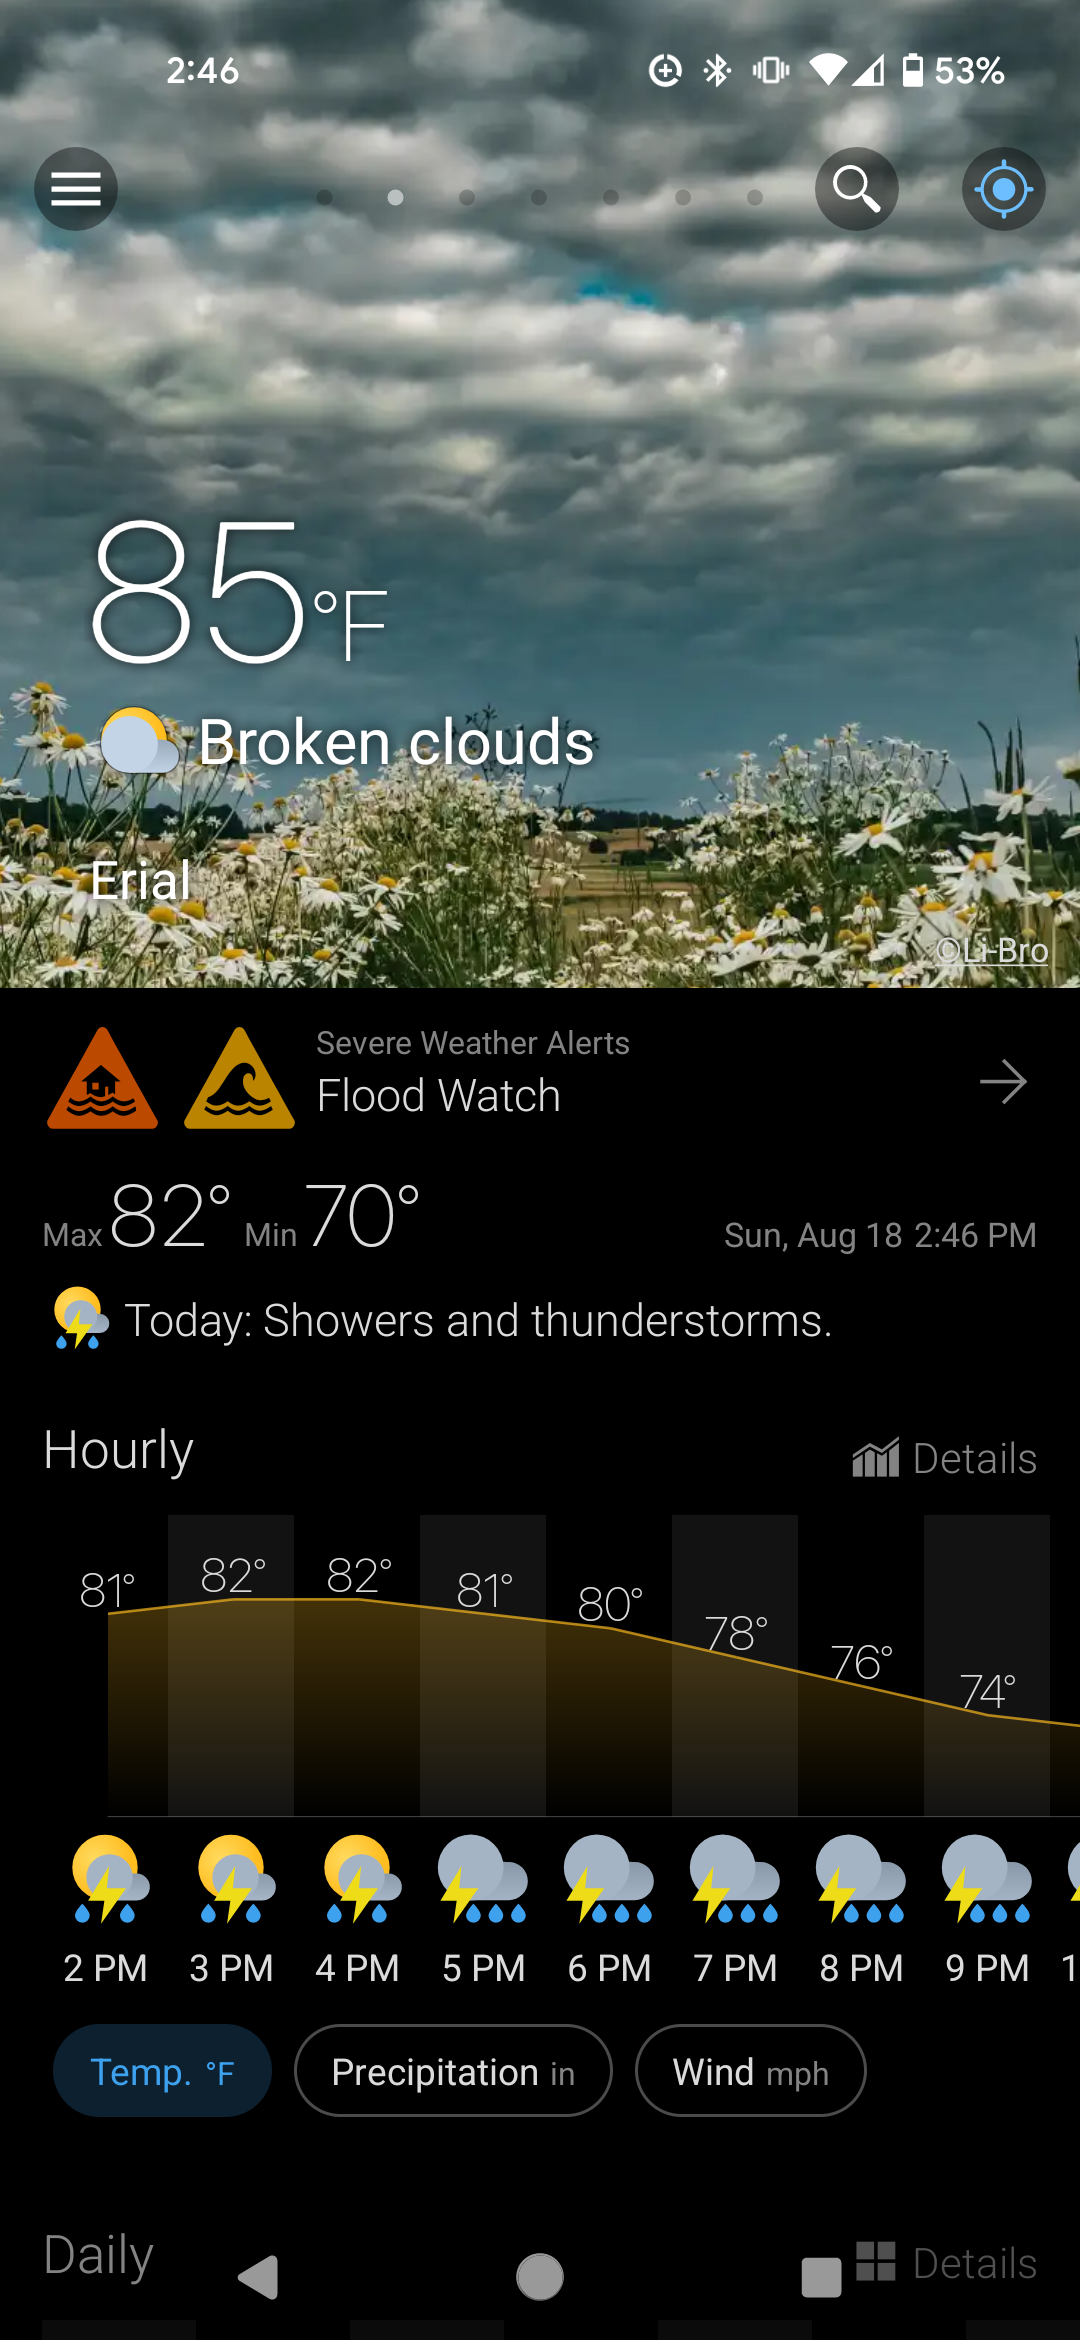 2:46 53%
85°F
Broken clouds
Erial
©Li-Bro
Severe Weather Alerts
Flood Watch
Max 82° Min 70° Sun, Aug 18 2:46 PM
Today: Showers and thunderstorms.
Hourly Details
81° 82° 82° 81° 80° 78° 76° 74°
2 PM 3 PM 4 PM 5 PM 6 PM 7 PM 8 PM 9 PM 1
Temp. °F Precipitation in Wind mph
Daily Details